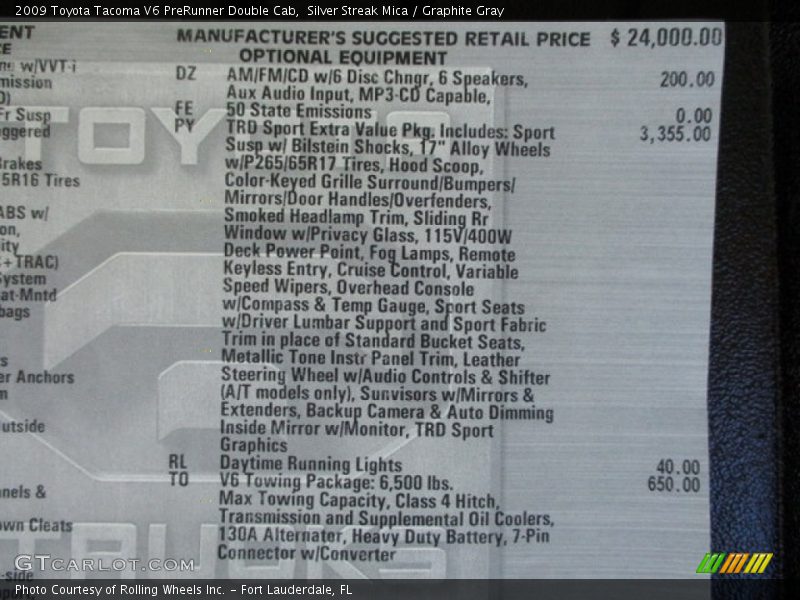 2009 Toyota Tacoma V6 PreRunner Double Cab, Silver Streak Mica / Graphite Gray
MANUFACTURER'S SUGGESTED RETAIL PRICE $ 24,000.00
OPTIONAL EQUIPMENT
w/VVT-i
DZ AM/FM/CD w/6 Disc Chngr, 6 Speakers, 200.00
Aux Audio Input, MP3-CD Capable,
FE 50 State Emissions 0.00
Fr Susp
PY TRD Sport Extra Value Pkg. Includes: Sport 3,355.00
Susp w/ Bilstein Shocks, 17" Alloy Wheels
w/P265/65R17 Tires, Hood Scoop,
5R16 Tires Color-Keyed Grille Surround/Bumpers/
Mirrors/Door Handles/Overfenders,
ABS w/ Smoked Headlamp Trim, Sliding Rr
Window w/Privacy Glass, 115V/400W
Deck Power Point, Fog Lamps, Remote
+TRAC) Keyless Entry, Cruise Control, Variable
Speed Wipers, Overhead Console
at-Mntd w/Compass & Temp Gauge, Sport Seats
bags w/Driver Lumbar Support and Sport Fabric
Trim in place of Standard Bucket Seats,
Metallic Tone Instr Panel Trim, Leather
er Anchors Steering Wheel w/Audio Controls & Shifter
(A/T models only), Sunvisors w/Mirrors &
Extenders, Backup Camera & Auto Dimming
utside Inside Mirror w/Monitor, TRD Sport
Graphics
RL Daytime Running Lights 40.00
TO V6 Towing Package: 6,500 lbs. 650.00
nels & Max Towing Capacity, Class 4 Hitch,
Transmission and Supplemental Oil Coolers,
own Cleats 130A Alternator, Heavy Duty Battery, 7-Pin
Connector w/Converter
GTcarlot.com
-side
Photo Courtesy of Rolling Wheels Inc. - Fort Lauderdale, FL